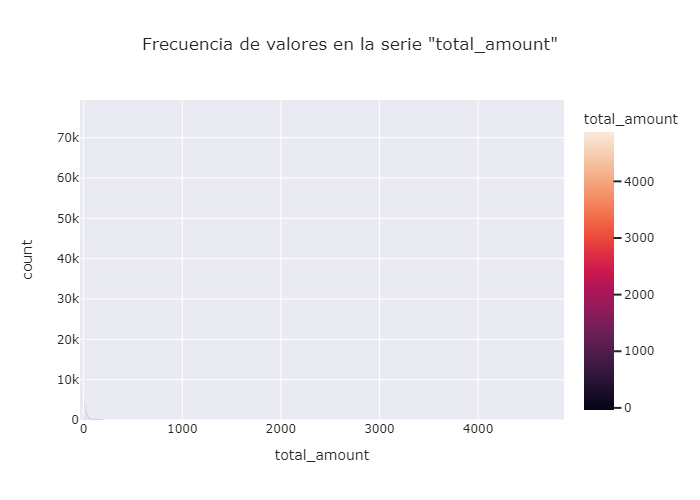 Frecuencia de valores en la serie "total_amount"
total_amount
70k
60k
50k
40k
30k
20k
10k
0
count
0
1000
2000
3000
4000
total_amount
4000
3000
2000
1000
0